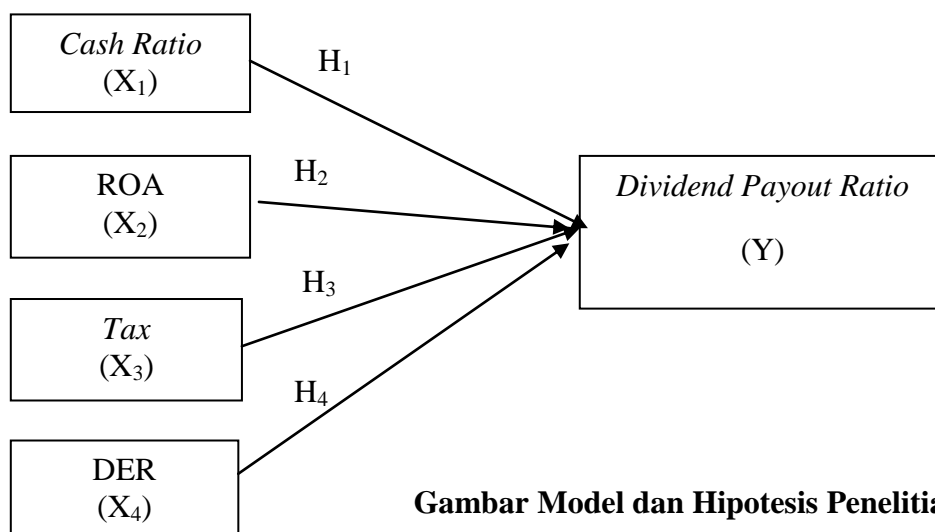 Cash Ratio
(X₁)
H₁
ROA
(X₂)
H₂
Dividend Payout Ratio
(Y)
Tax
(X₃)
H₃
DER
(X₄)
H₄
Gambar Model dan Hipotesis Penelitia